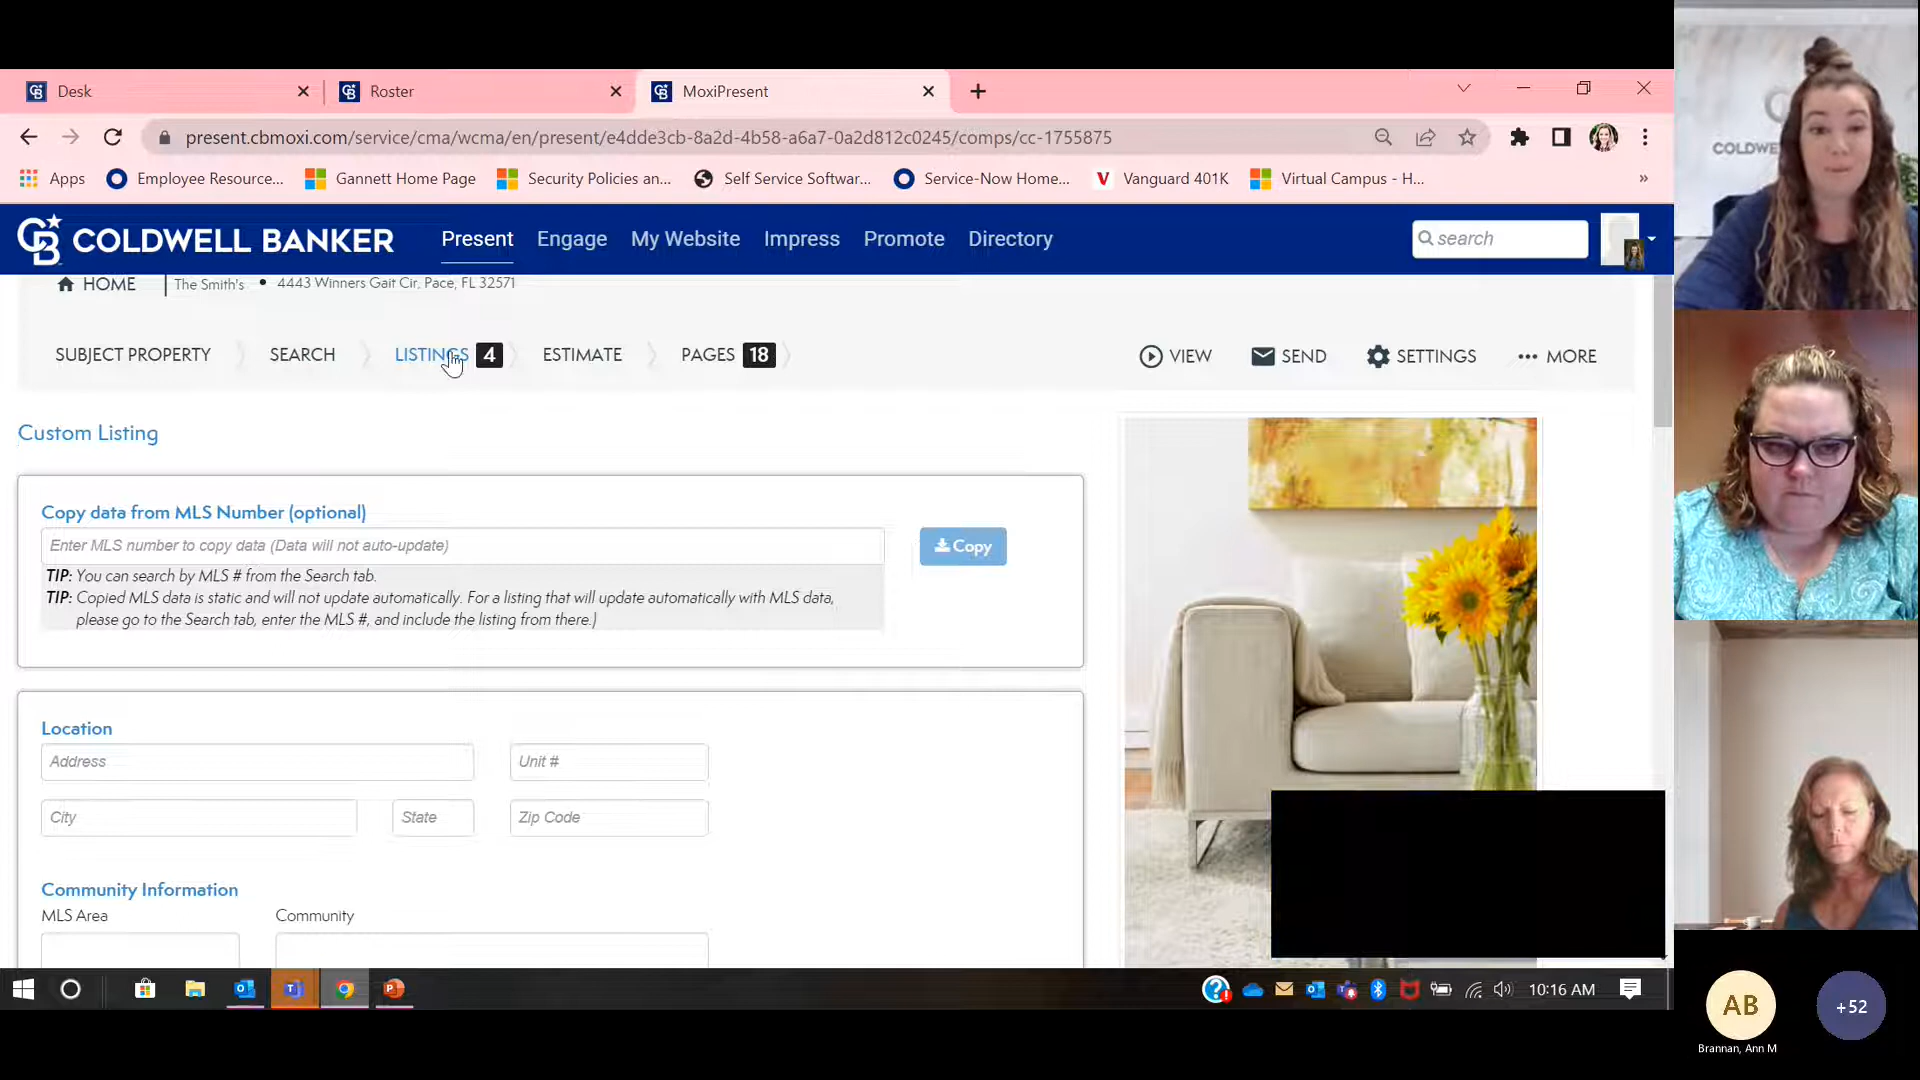 Desk
Roster
MoxiPresent
present.cbmoxi.com/service/cma/wcma/en/present/e4dde3cb-8a2d-4b58-a6a7-0a2d812c0245/comps/cc-1755875
Apps
Employee Resource...
Gannett Home Page
Security Policies an...
Self Service Softwar...
Service-Now Home...
Vanguard 401K
Virtual Campus - H...
»
COLDWELL BANKER
Present
Engage
My Website
Impress
Promote
Directory
search
HOME
The Smith's • 4443 Winners Gait Cir, Pace, FL 32571
SUBJECT PROPERTY
SEARCH
LISTINGS 4
ESTIMATE
PAGES 18
VIEW
SEND
SETTINGS
MORE
Custom Listing
Copy data from MLS Number (optional)
Enter MLS number to copy data (Data will not auto-update)
Copy
TIP: You can search by MLS # from the Search tab.
TIP: Copied MLS data is static and will not update automatically. For a listing that will update automatically with MLS data,
please go to the Search tab, enter the MLS #, and include the listing from there.)
Location
Address
Unit #
City
State
Zip Code
Community Information
MLS Area
Community
10:16 AM
COLDWE
AB
Brannan, Ann M
+52